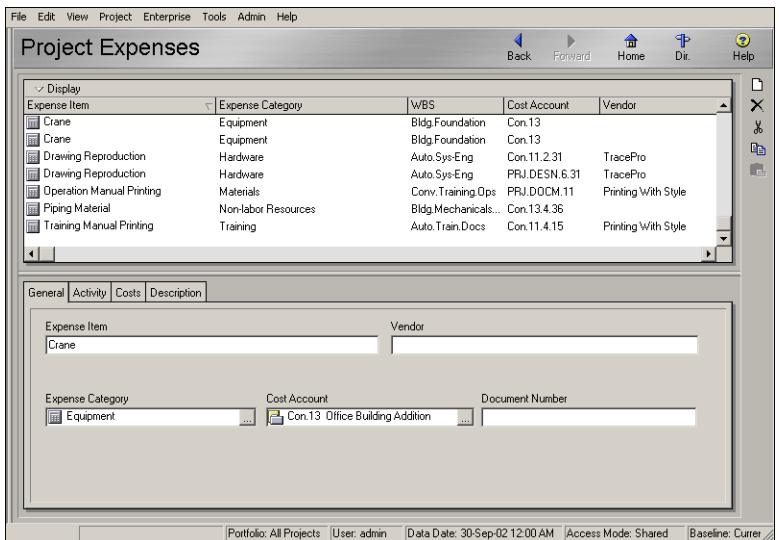 File Edit View Project Enterprise Tools Admin Help
Project Expenses
Back Forward Home Dir. Help
Display
Expense Item Expense Category WBS Cost Account Vendor
Crane Equipment Bldg.Foundation Con.13
Crane Equipment Bldg.Foundation Con.13
Drawing Reproduction Hardware Auto.Sys-Eng Con.11.2.31 TracePro
Drawing Reproduction Hardware Auto.Sys-Eng PRJ.DESN.6.31 TracePro
Operation Manual Printing Materials Conv.Training.Ops PRJ.DOCM.11 Printing With Style
Piping Material Non-labor Resources Bldg.Mechanicals... Con.13.4.36
Training Manual Printing Training Auto.Train.Docs Con.11.4.15 Printing With Style
General Activity Costs Description
Expense Item Vendor
Crane
Expense Category Cost Account Document Number
Equipment ... Con.13 Office Building Addition ...
Portfolio: All Projects User: admin Data Date: 30-Sep-02 12:00 AM Access Mode: Shared Baseline: Currer